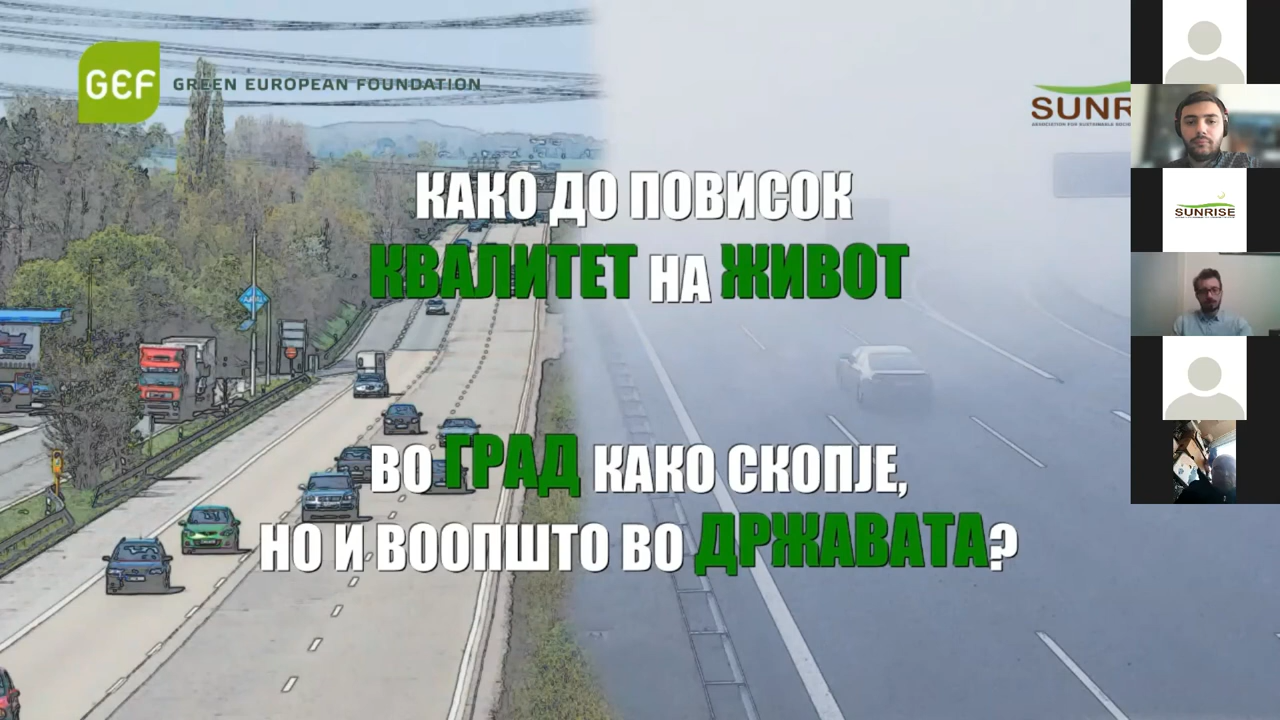 GEF GREEN EUROPEAN FOUNDATION
КАКО ДО ПОВИСОК
КВАЛИТЕТ НА ЖИВОТ
ВО ГРАД КАКО СКОПЈЕ,
НО И ВООПШТО ВО ДРЖАВАТА?
SUNRISE